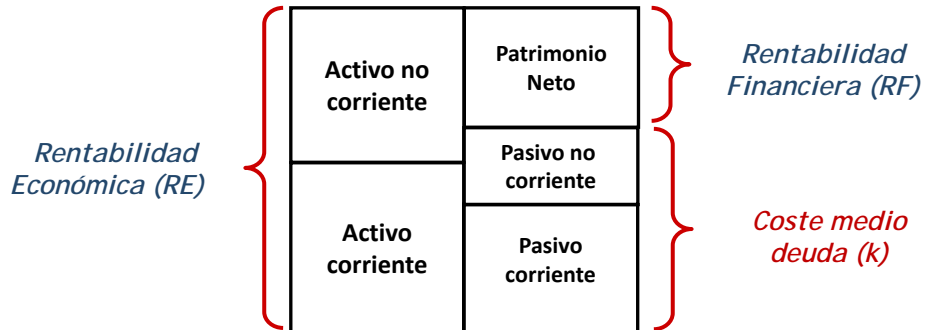 Rentabilidad
Económica (RE)
Activo no
corriente
Activo
corriente
Patrimonio
Neto
Pasivo no
corriente
Pasivo
corriente
Rentabilidad
Financiera (RF)
Coste medio
deuda (k)